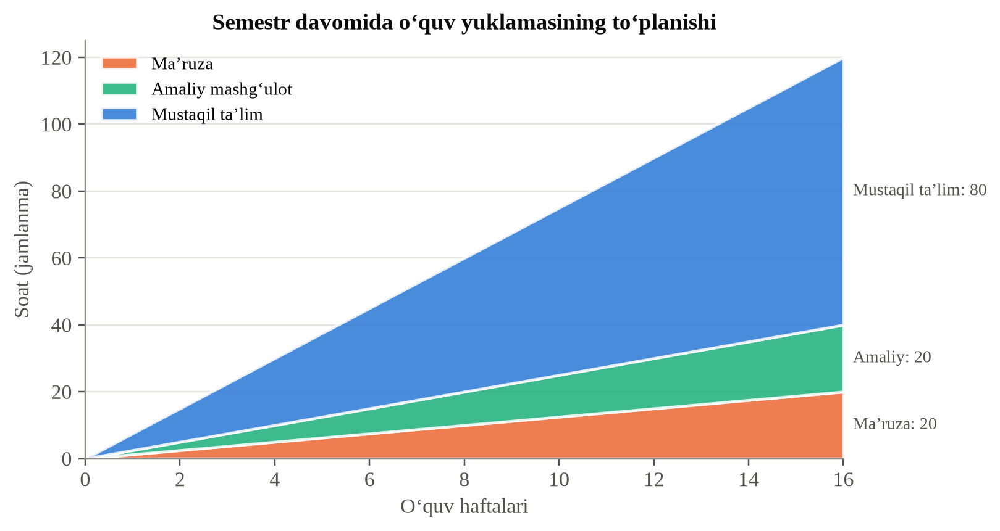 Semestr davomida o‘quv yuklamasining to‘planishi
Ma’ruza
Amaliy mashg‘ulot
Mustaqil ta’lim
Soat (jamlanma)
120
100
80
60
40
20
0
0 2 4 6 8 10 12 14 16
O‘quv haftalari
Mustaqil ta’lim: 80
Amaliy: 20
Ma’ruza: 20